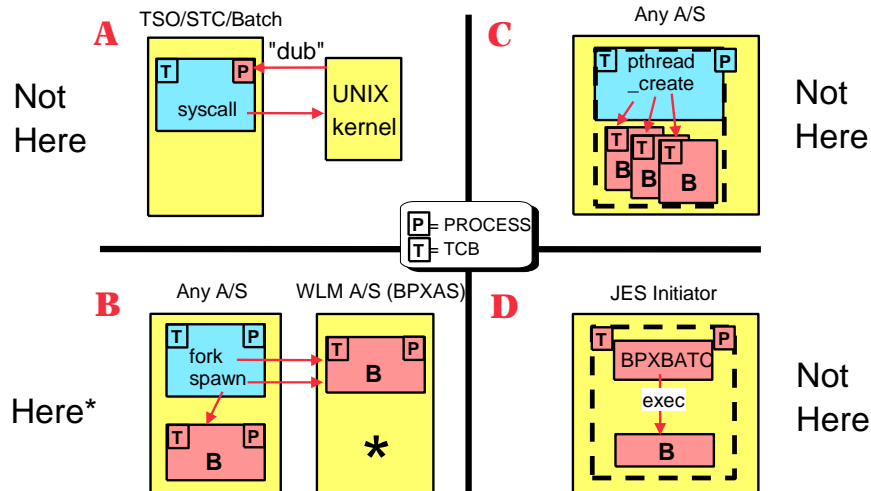 A
TSO/STC/Batch
"dub"
T
P
syscall
UNIX
kernel
Not
Here
C
Any A/S
T
P
pthread
_create
T
T
T
B
B
B
Not
Here
P = PROCESS
T = TCB
B
Any A/S
WLM A/S (BPXAS)
T
P
fork
spawn
T
P
B
T
P
B
*
Here*
D
JES Initiator
T
P
BPXBATC
exec
B
Not
Here